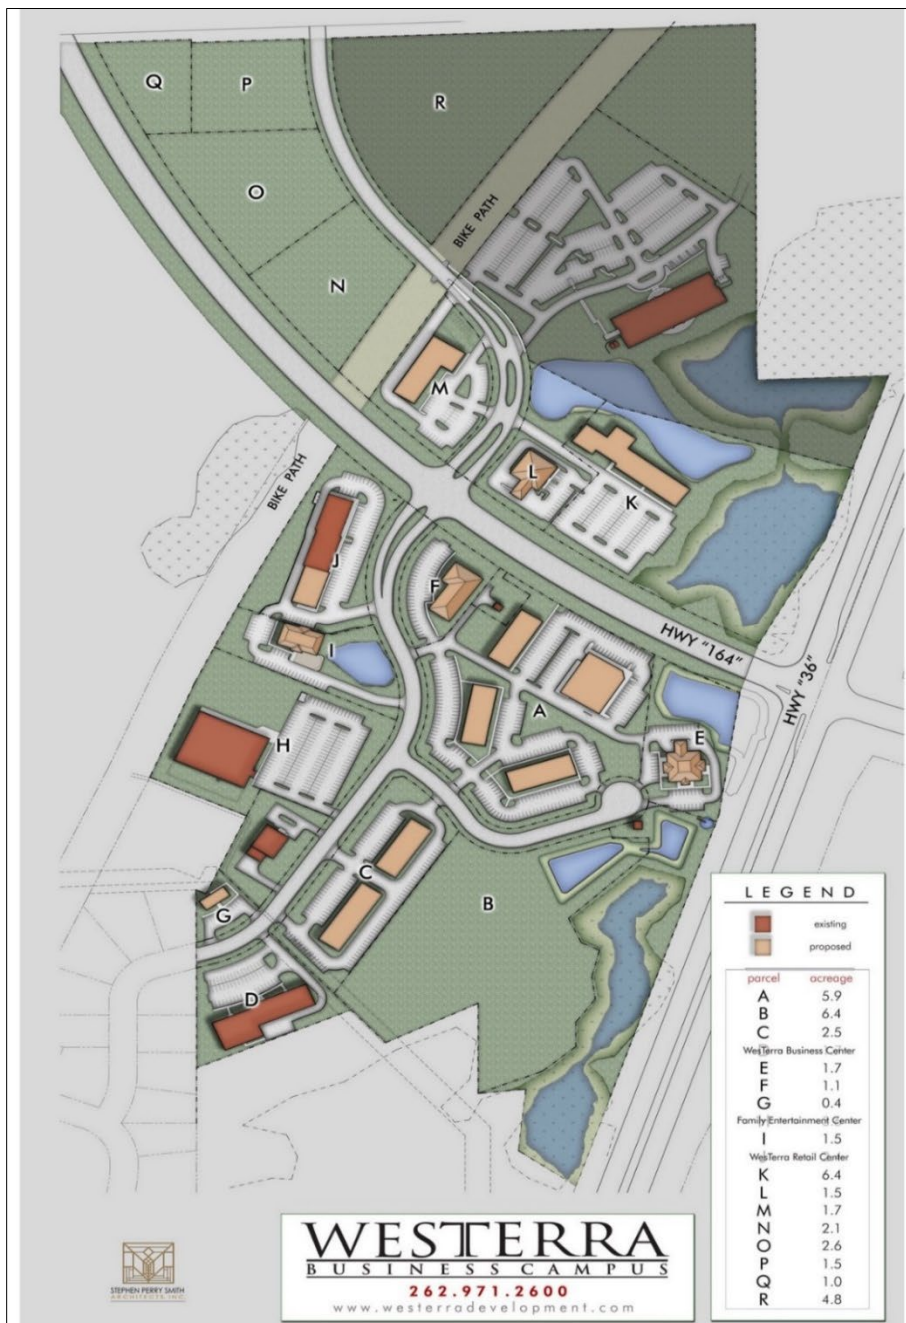 Q
P
R
O
BIKE PATH
N
M
L
K
BIKE PATH
J
F
HWY "164"
I
HWY "36"
A
H
E
C
B
G
D
LEGEND
existing
proposed
parcel acreage
A 5.9
B 6.4
C 2.5
WesTerra Business Center
E 1.7
F 1.1
G 0.4
Family Entertainment Center
I 1.5
WesTerra Retail Center
K 6.4
L 1.5
M 1.7
N 2.1
O 2.6
P 1.5
Q 1.0
R 4.8
WESTERRA
BUSINESS CAMPUS
262.971.2600
www.westerradevelopment.com
STEPHEN PERRY SMITH
ARCHITECTS, INC.